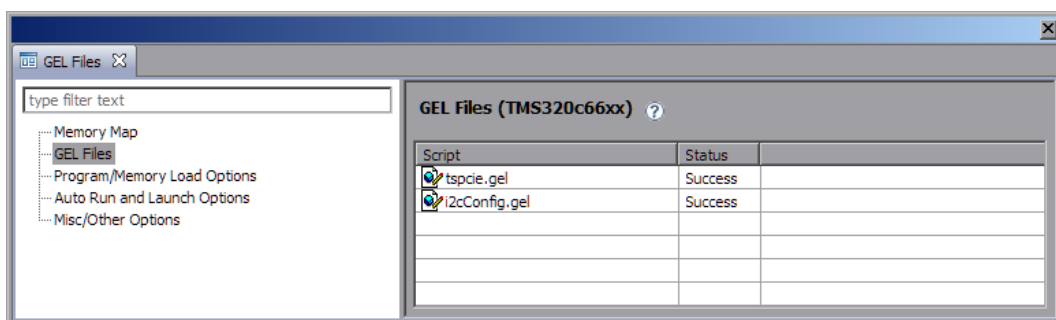 GEL Files
type filter text
Memory Map
GEL Files
Program/Memory Load Options
Auto Run and Launch Options
Misc/Other Options
GEL Files (TMS320c66xx)
Script Status
tspcie.gel Success
i2cConfig.gel Success